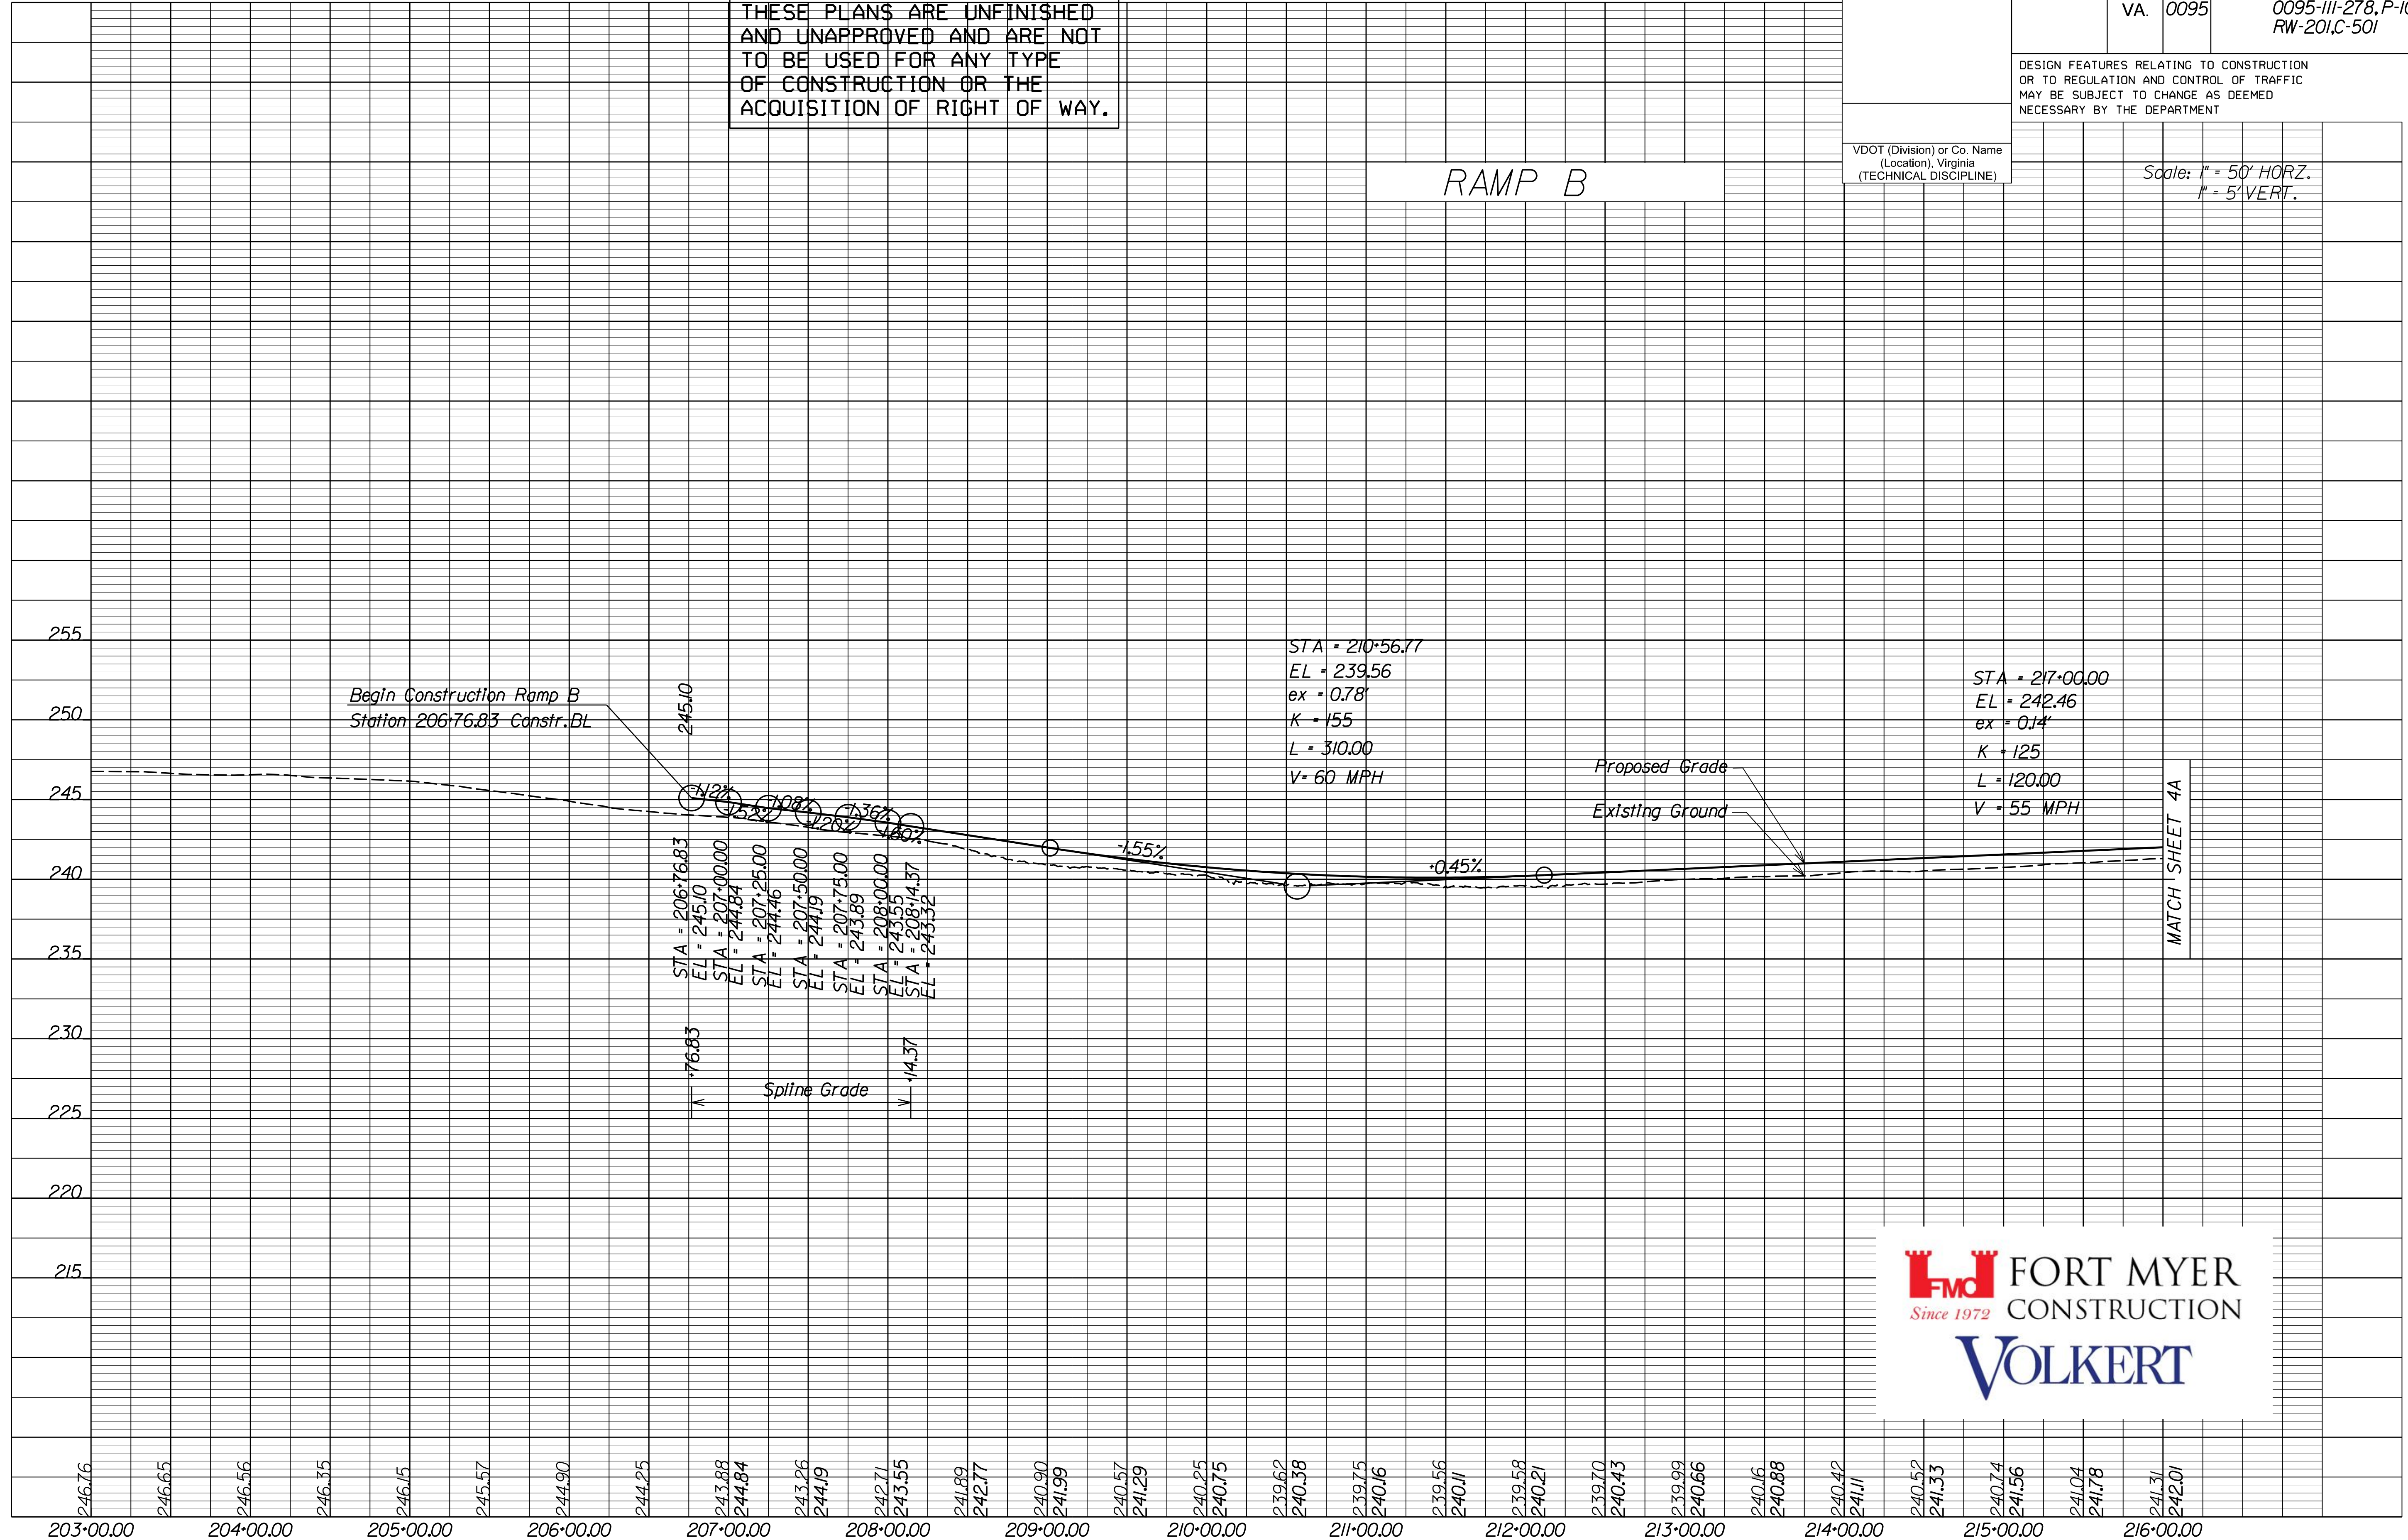 THESE PLANS ARE UNFINISHED
AND UNAPPROVED AND ARE NOT
TO BE USED FOR ANY TYPE
OF CONSTRUCTION OR THE
ACQUISITION OF RIGHT OF WAY.
VA. 0095
0095-111-278, P-10
RW-201, C-501
DESIGN FEATURES RELATING TO CONSTRUCTION
OR TO REGULATION AND CONTROL OF TRAFFIC
MAY BE SUBJECT TO CHANGE AS DEEMED
NECESSARY BY THE DEPARTMENT
VDOT (Division) or Co. Name
(Location), Virginia
(TECHNICAL DISCIPLINE)
RAMP B
Scale: 1" = 50' HORZ.
1" = 5' VERT.
255
250
245
240
235
230
225
220
215
Begin Construction Ramp B
Station 206+76.83 Constr. BL
245.10
-1.12%
-1.52%
-1.08%
-1.20%
-1.36%
-1.60%
-1.55%
+0.45%
STA = 206+76.83
EL = 245.10
STA = 207+00.00
EL = 244.84
STA = 207+25.00
EL = 244.46
STA = 207+50.00
EL = 244.19
STA = 207+75.00
EL = 243.89
STA = 208+00.00
EL = 243.55
STA = 208+14.37
EL = 243.32
+76.83
+14.37
Spline Grade
STA = 210+56.77
EL = 239.56
ex = 0.78'
K = 155
L = 310.00
V= 60 MPH
Proposed Grade
Existing Ground
STA = 217+00.00
EL = 242.46
ex = 0.14'
K = 125
L = 120.00
V = 55 MPH
MATCH SHEET 4A
FMC
Since 1972
FORT MYER
CONSTRUCTION
VOLKERT
246.76
246.65
246.56
246.35
246.15
245.57
244.90
244.25
243.88
244.84
243.26
244.19
242.71
243.55
241.89
242.77
240.90
241.99
240.57
241.29
240.25
240.75
239.62
240.38
239.75
240.16
239.56
240.11
239.58
240.21
239.70
240.43
239.99
240.66
240.16
240.88
240.42
241.11
240.52
241.33
240.74
241.56
241.04
241.78
241.31
242.01
203+00.00 204+00.00 205+00.00 206+00.00 207+00.00 208+00.00 209+00.00 210+00.00 211+00.00 212+00.00 213+00.00 214+00.00 215+00.00 216+00.00